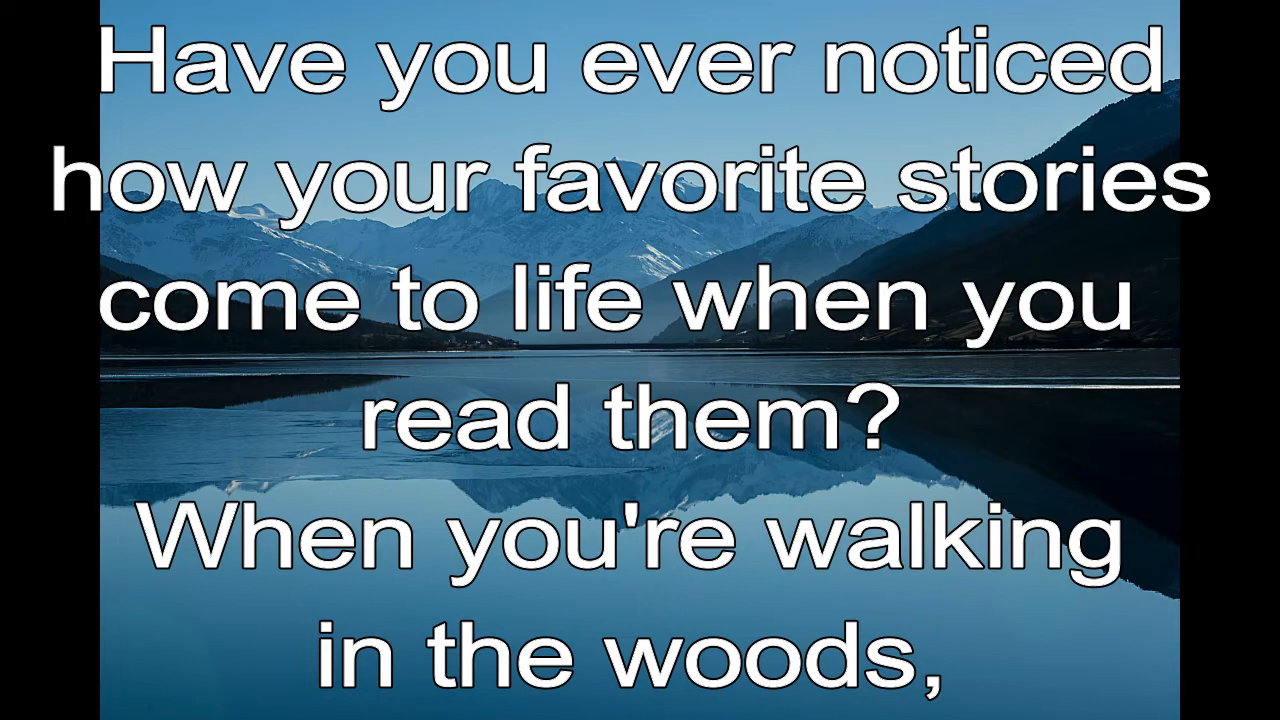 Have you ever noticed
how your favorite stories
come to life when you
read them?
When you're walking
in the woods,